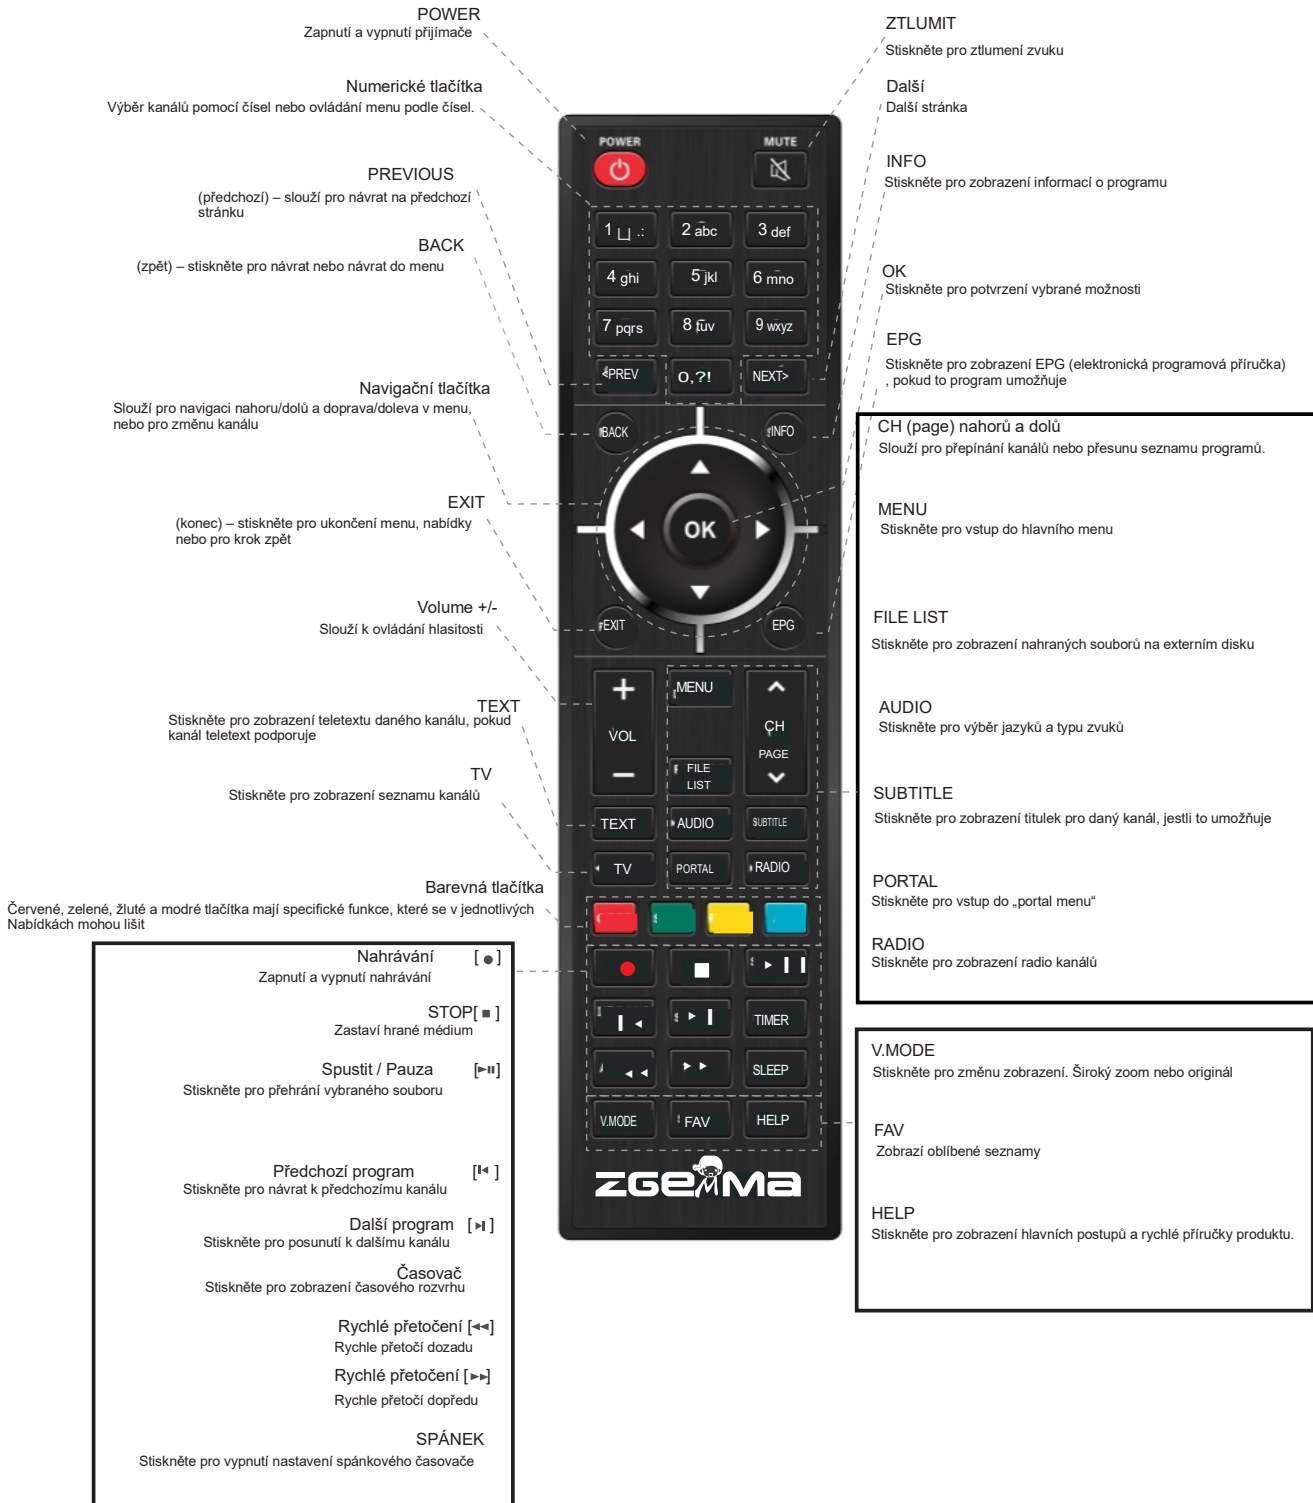 POWER
Zapnutí a vypnutí přijímače
Numerické tlačítka
Výběr kanálů pomocí čísel nebo ovládání menu podle čísel.
PREVIOUS
(předchozí) – slouží pro návrat na předchozí
stránku
BACK
(zpět) – stiskněte pro návrat nebo návrat do menu
Navigační tlačítka
Slouží pro navigaci nahoru/dolů a doprava/doleva v menu,
nebo pro změnu kanálu
EXIT
(konec) – stiskněte pro ukončení menu, nabídky
nebo pro krok zpět
Volume +/-
Slouží k ovládání hlasitosti
TEXT
Stiskněte pro zobrazení teletextu daného kanálu, pokud
kanál teletext podporuje
TV
Stiskněte pro zobrazení seznamu kanálů
Barevná tlačítka
Červené, zelené, žluté a modré tlačítka mají specifické funkce, které se v jednotlivých
Nabídkách mohou lišit
Nahrávání [●]
Zapnutí a vypnutí nahrávání
STOP[■]
Zastaví hrané médium
Spustit / Pauza [►II]
Stiskněte pro přehrání vybraného souboru
Předchozí program [I◄]
Stiskněte pro návrat k předchozímu kanálu
Další program [►I]
Stiskněte pro posunutí k dalšímu kanálu
Časovač
Stiskněte pro zobrazení časového rozvrhu
Rychlé přetočení [◄◄]
Rychle přetočí dozadu
Rychlé přetočení [►►]
Rychle přetočí dopředu
SPÁNEK
Stiskněte pro vypnutí nastavení spánkového časovače
POWER MUTE
1 ⊔ .: 2 abc 3 def
4 ghi 5 jkl 6 mno
7 pqrs 8 tuv 9 wxyz
<PREV 0,?! NEXT>
BACK INFO
OK
EXIT EPG
+ MENU
VOL CH
PAGE
− FILE
LIST
TEXT AUDIO SUBTITLE
TV PORTAL RADIO
TIMER
SLEEP
V.MODE FAV HELP
ZGEMMA
ZTLUMIT
Stiskněte pro ztlumení zvuku
Další
Další stránka
INFO
Stiskněte pro zobrazení informací o programu
OK
Stiskněte pro potvrzení vybrané možnosti
EPG
Stiskněte pro zobrazení EPG (elektronická programová příručka)
, pokud to program umožňuje
CH (page) nahorů a dolů
Slouží pro přepínání kanálů nebo přesunu seznamu programů.
MENU
Stiskněte pro vstup do hlavního menu
FILE LIST
Stiskněte pro zobrazení nahraných souborů na externím disku
AUDIO
Stiskněte pro výběr jazyků a typu zvuků
SUBTITLE
Stiskněte pro zobrazení titulek pro daný kanál, jestli to umožňuje
PORTAL
Stiskněte pro vstup do „portal menu“
RADIO
Stiskněte pro zobrazení radio kanálů
V.MODE
Stiskněte pro změnu zobrazení. Široký zoom nebo originál
FAV
Zobrazí oblíbené seznamy
HELP
Stiskněte pro zobrazení hlavních postupů a rychlé příručky produktu.